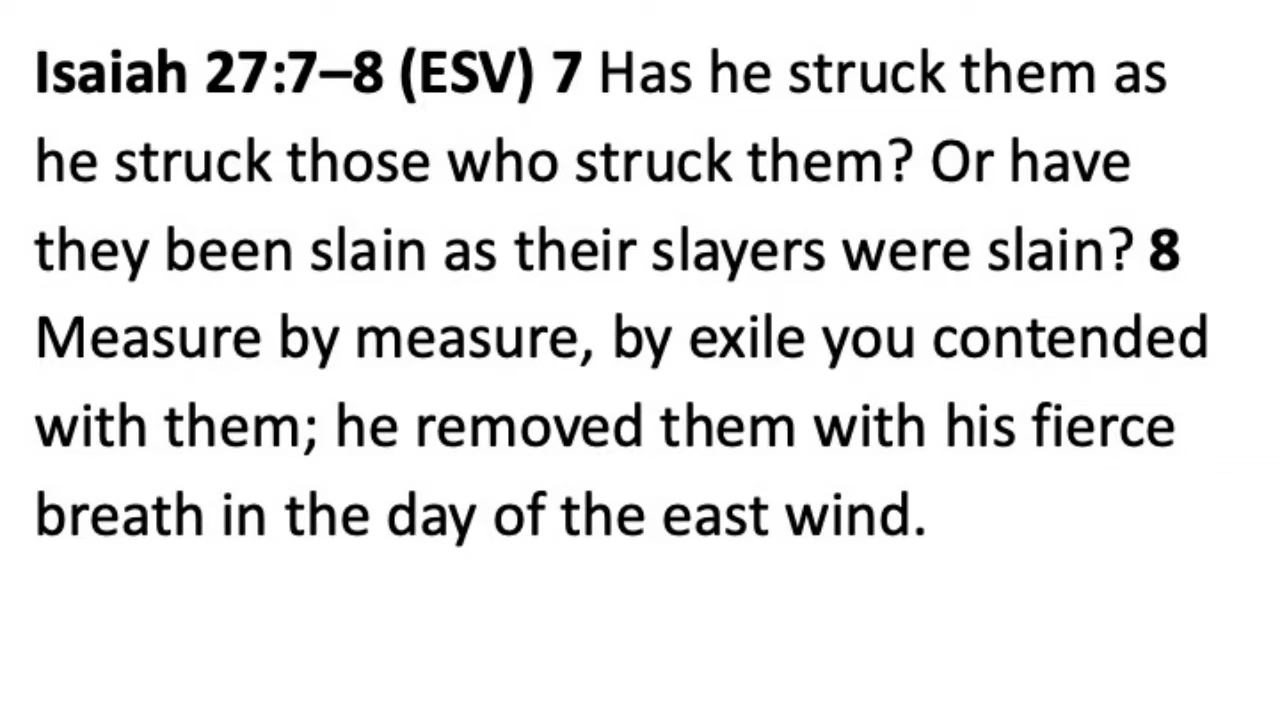 Isaiah 27:7–8 (ESV) 7 Has he struck them as
he struck those who struck them? Or have
they been slain as their slayers were slain? 8
Measure by measure, by exile you contended
with them; he removed them with his fierce
breath in the day of the east wind.